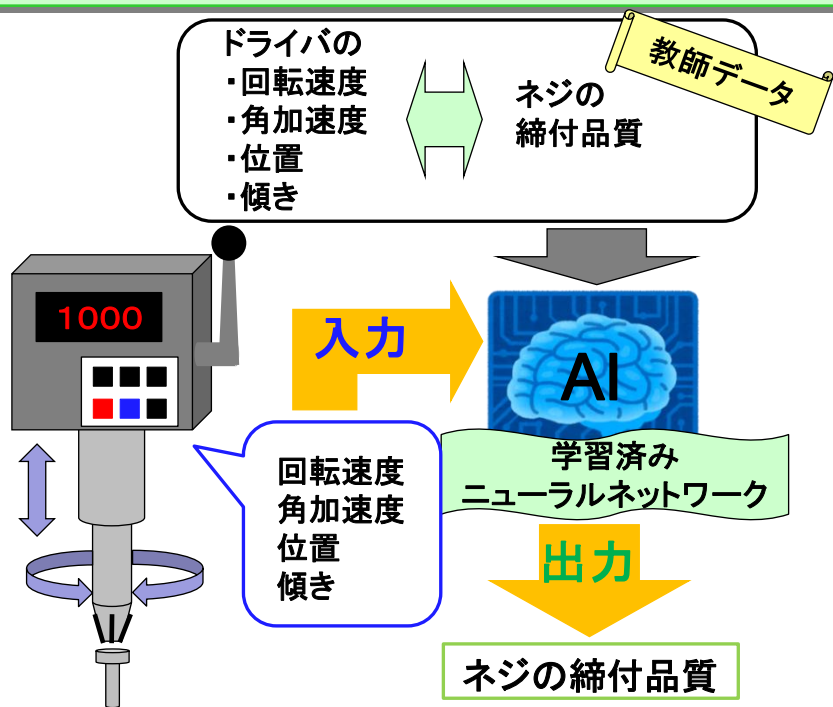 ドライバの
・回転速度
・角加速度
・位置
・傾き
ネジの
締付品質
教師データ
1000
入力
AI
学習済み
ニューラルネットワーク
回転速度
角加速度
位置
傾き
出力
ネジの締付品質